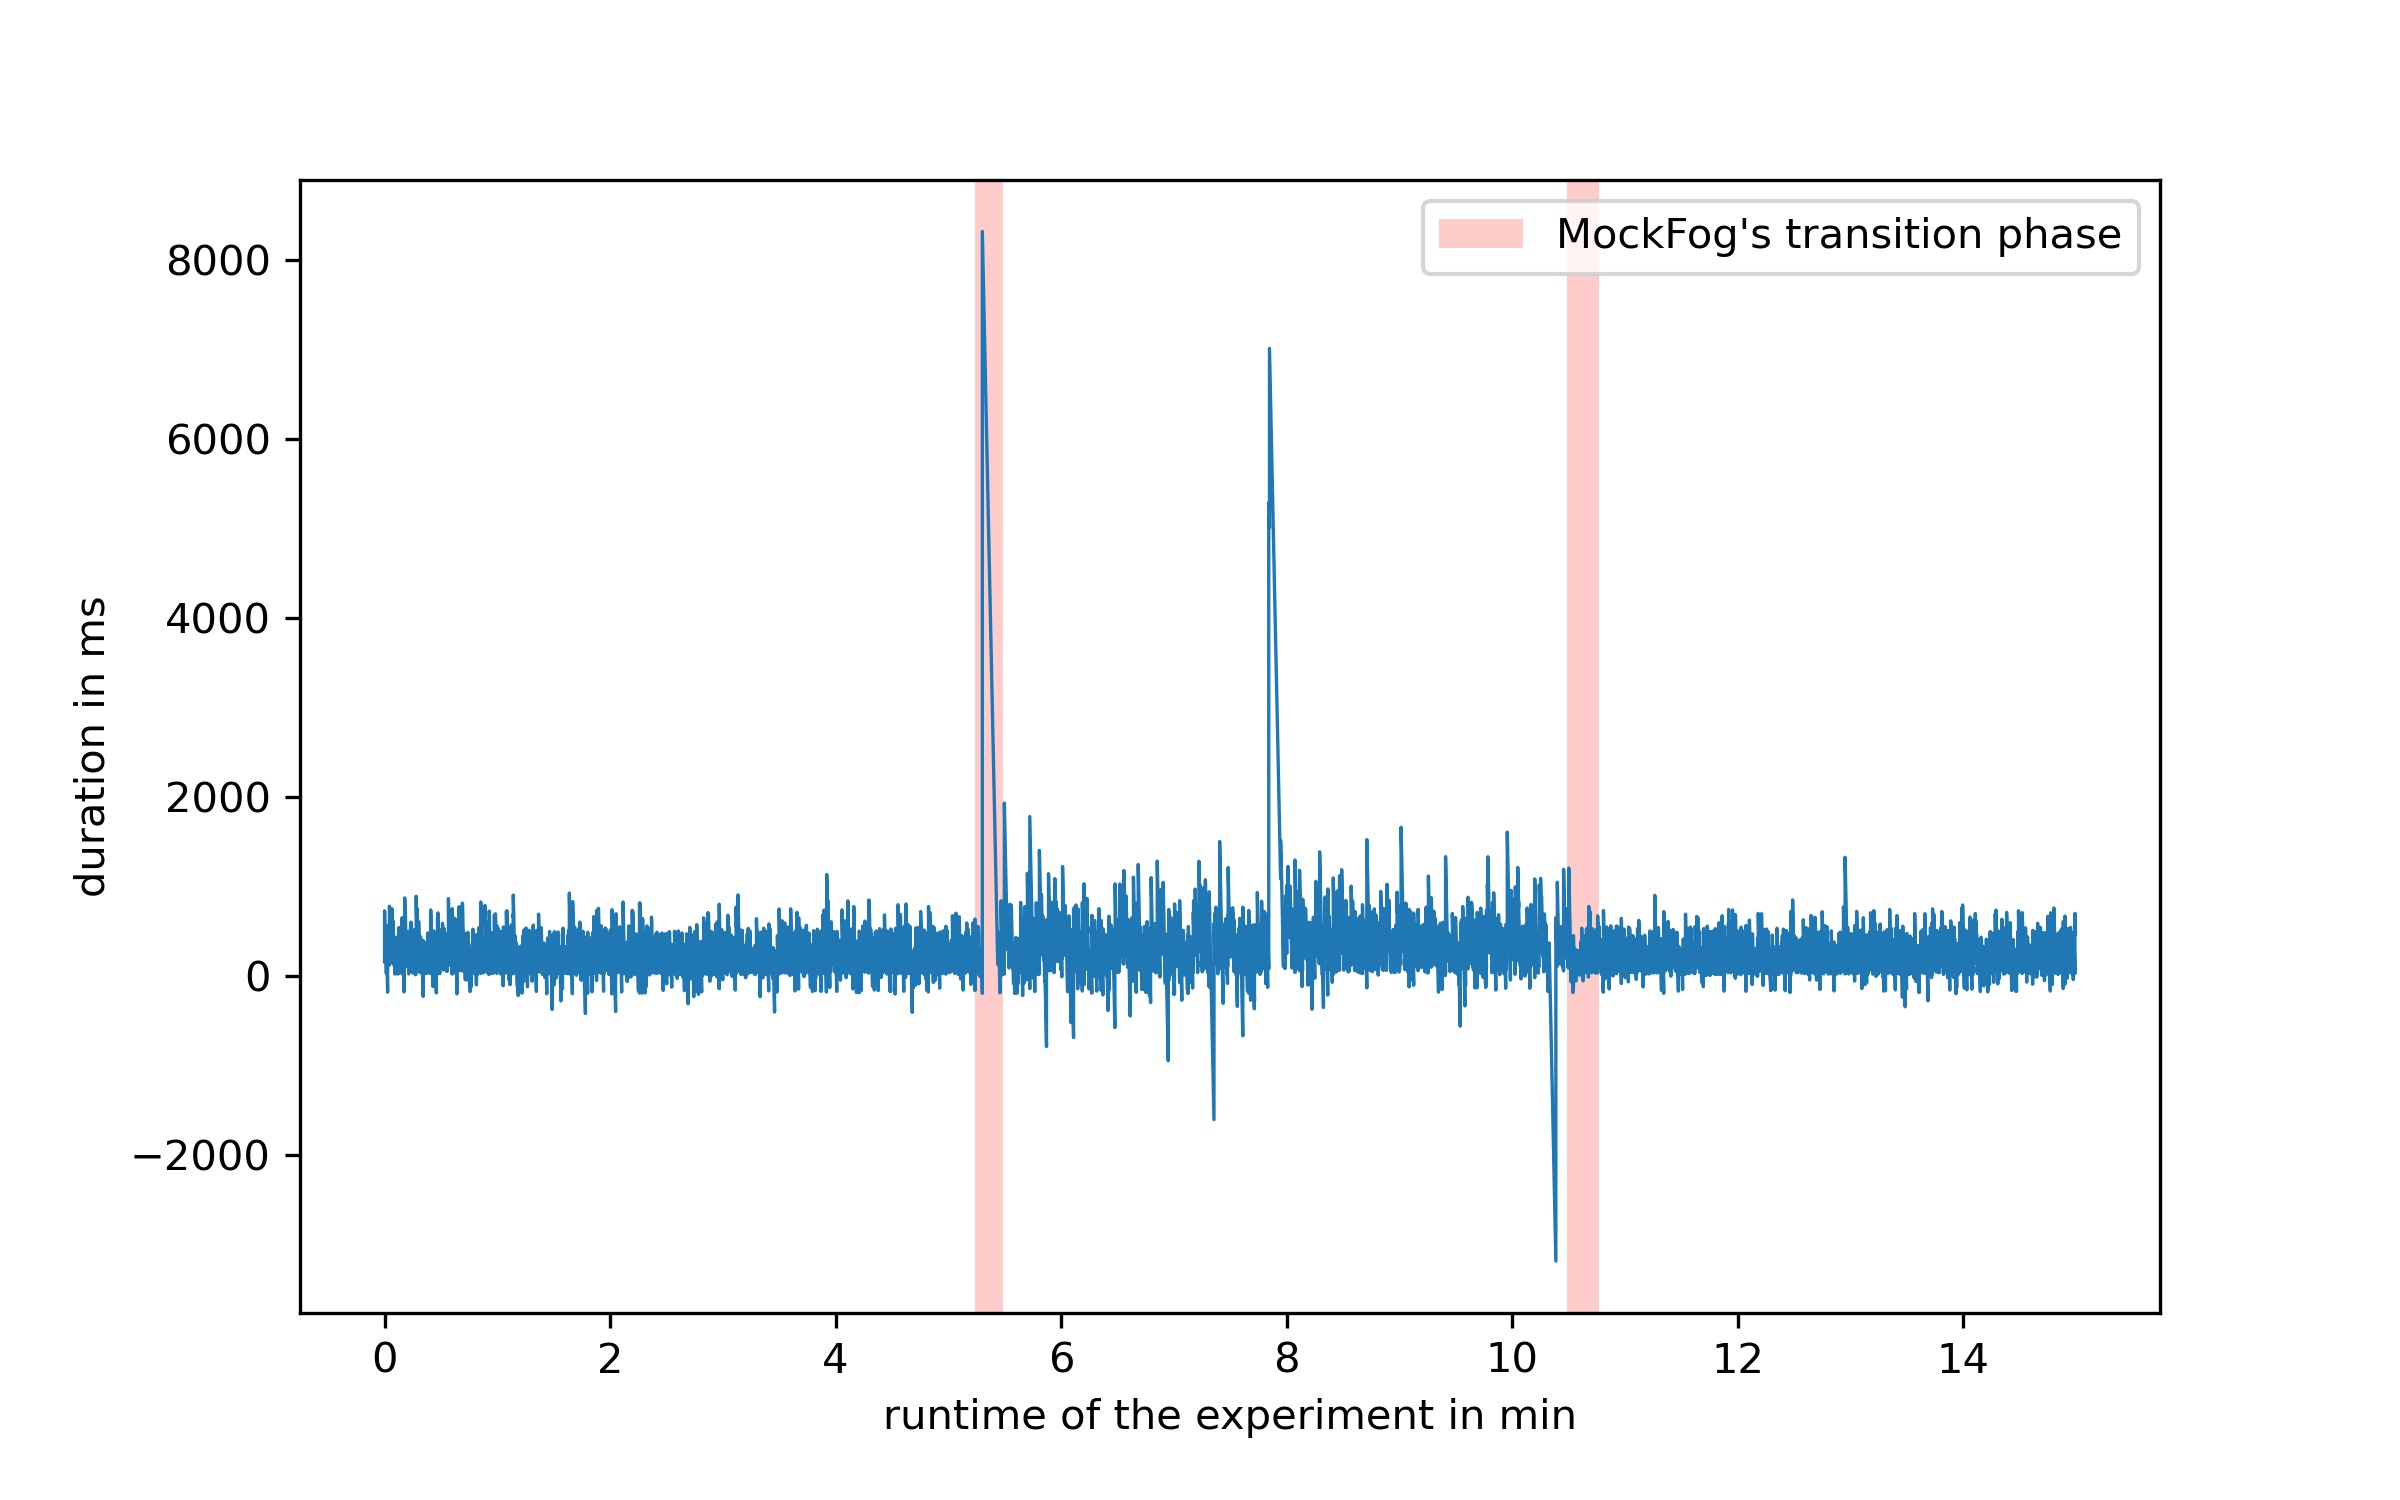 MockFog's transition phase
8000
6000
4000
2000
0
−2000
duration in ms
0 2 4 6 8 10 12 14
runtime of the experiment in min